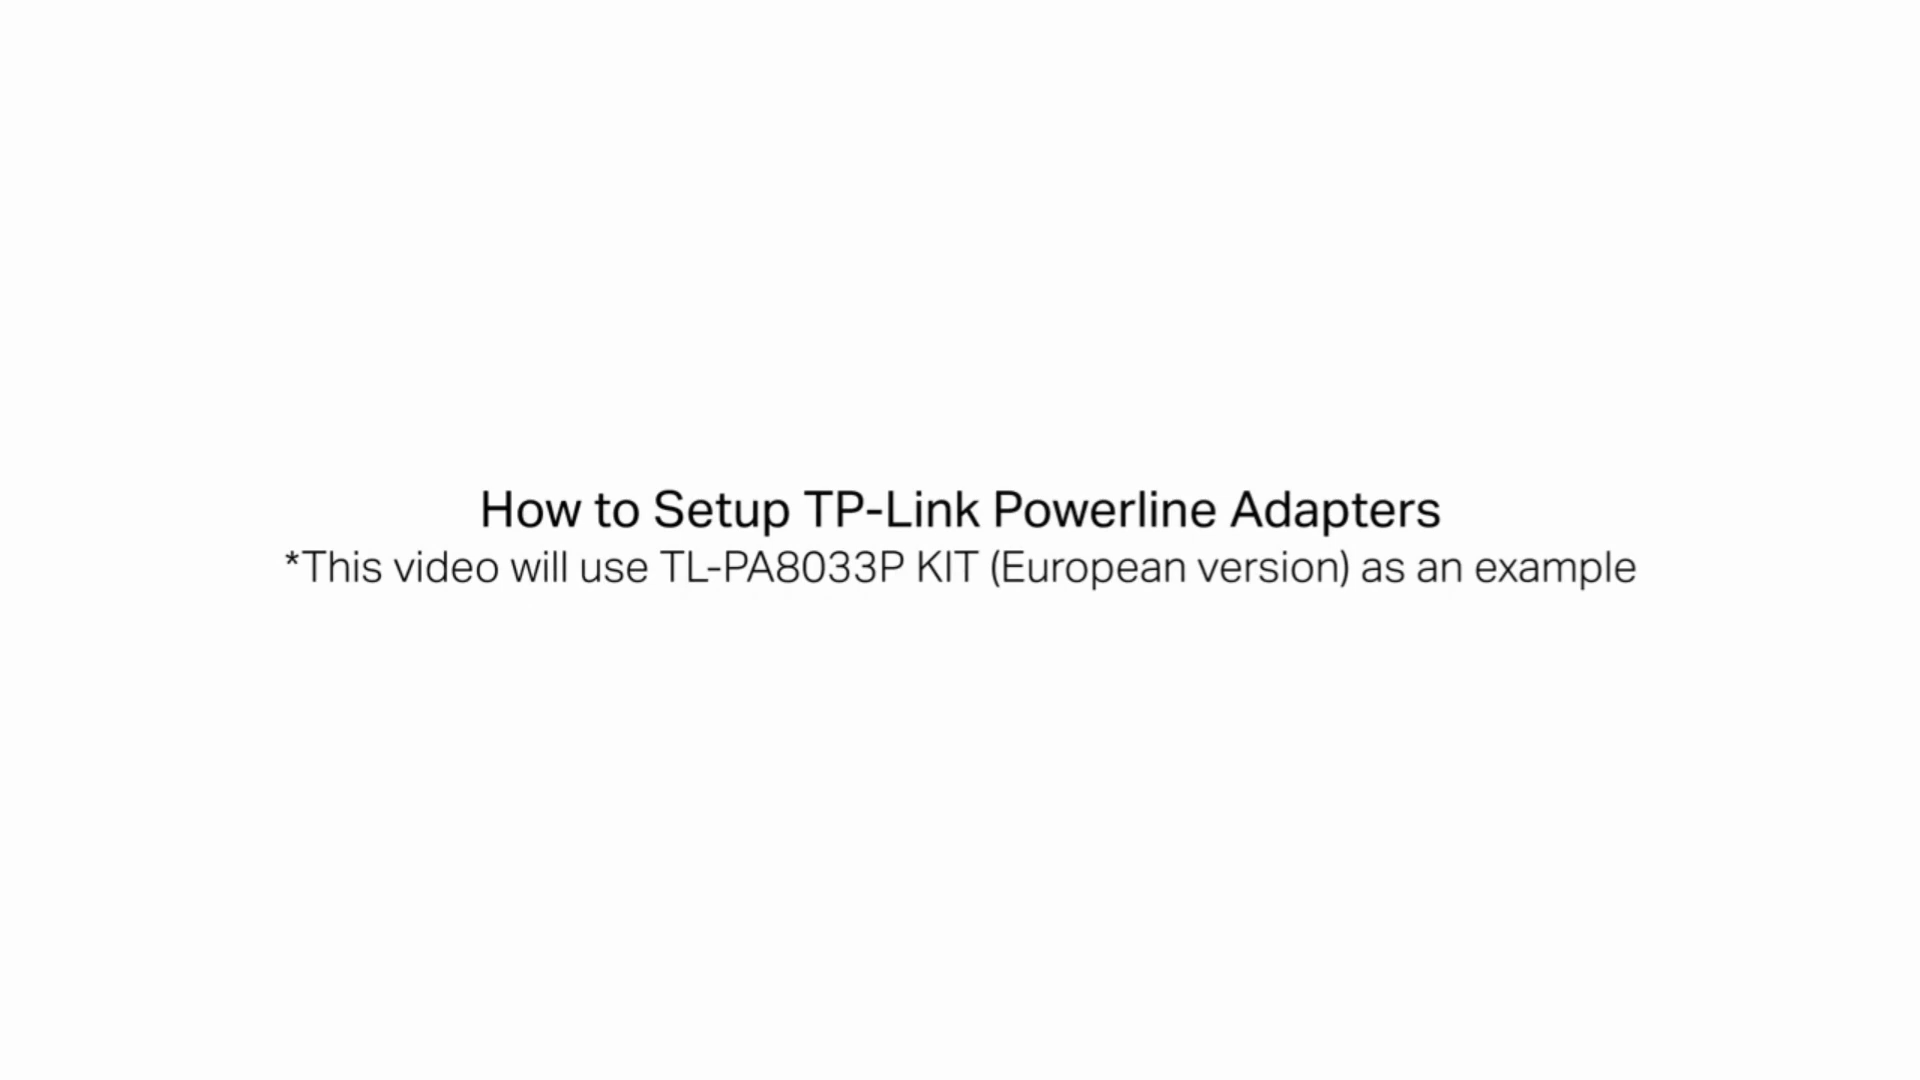 How to Setup TP-Link Powerline Adapters
*This video will use TL-PA8033P KIT (European version) as an example